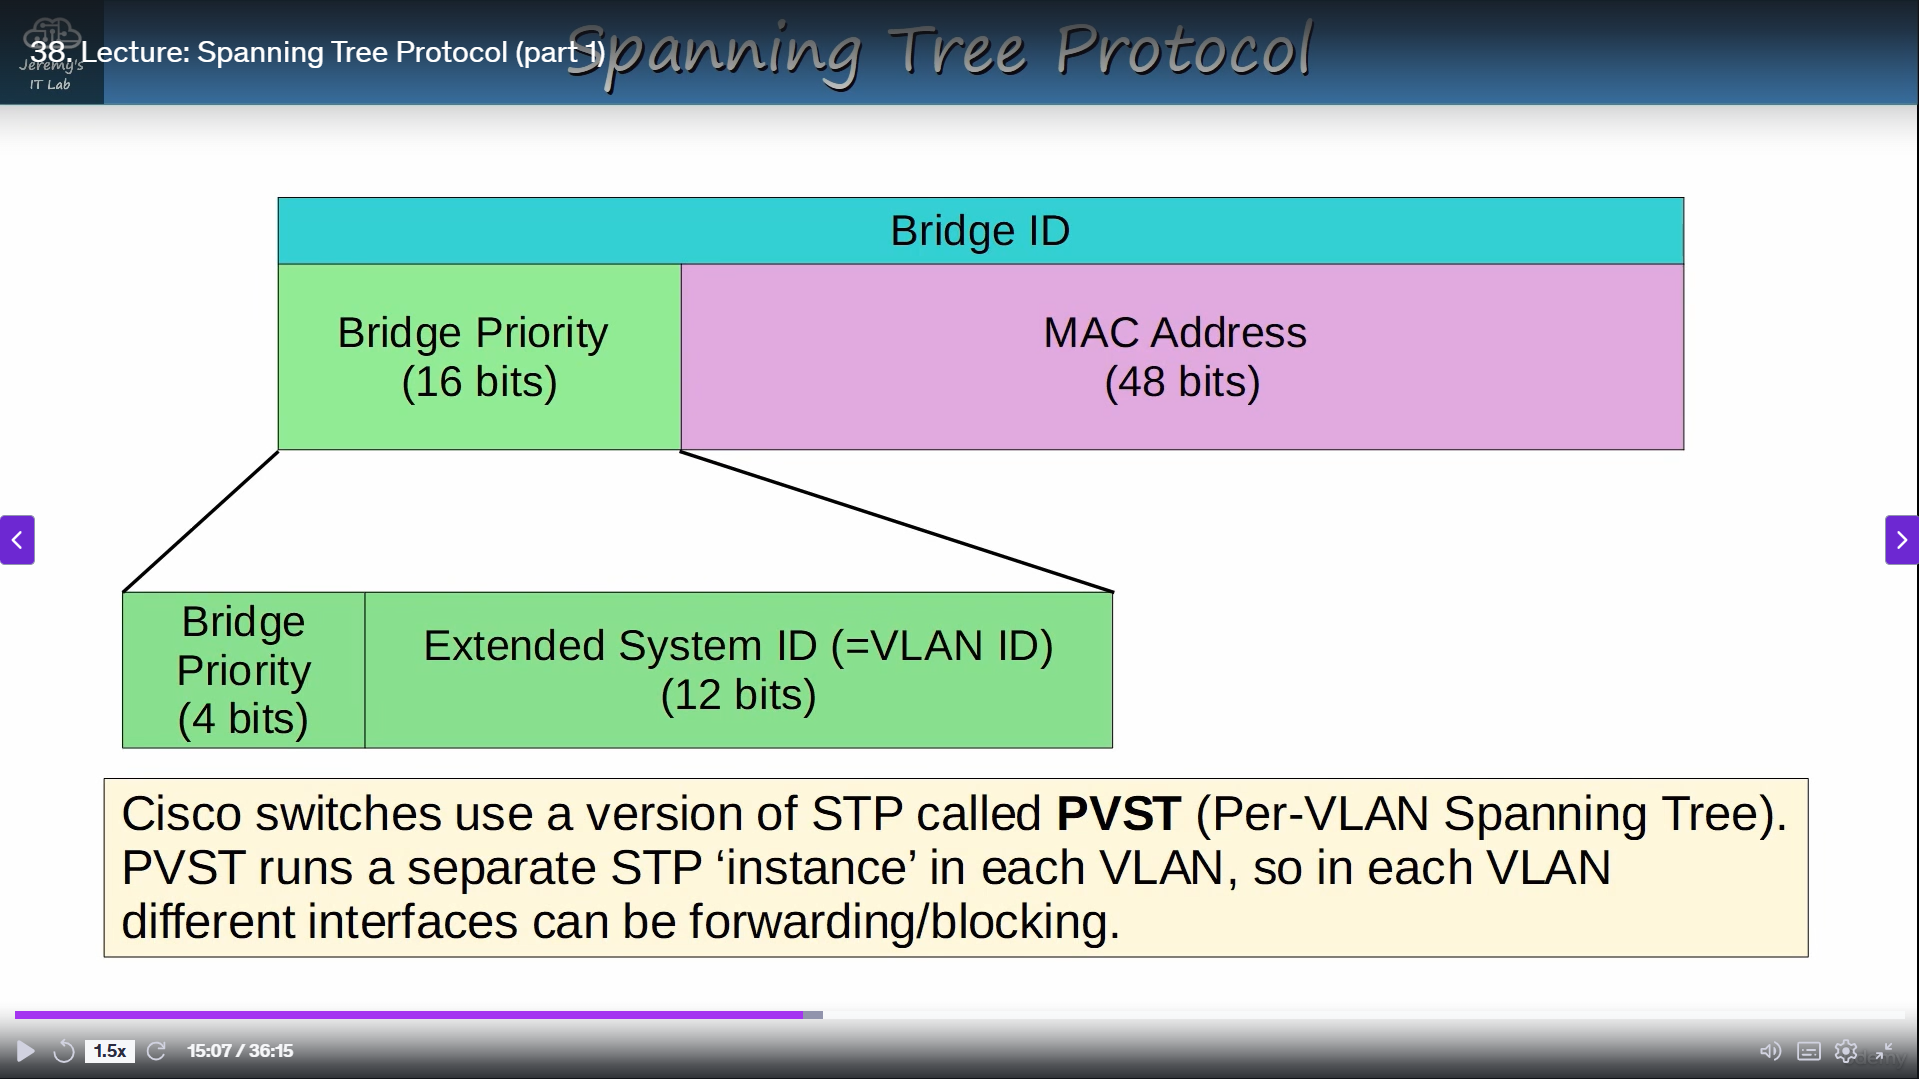 38. Lecture: Spanning Tree Protocol (part 1)
Spanning Tree Protocol
Jeremy's
IT Lab
Bridge ID
Bridge Priority
(16 bits)
MAC Address
(48 bits)
Bridge
Priority
(4 bits)
Extended System ID (=VLAN ID)
(12 bits)
Cisco switches use a version of STP called PVST (Per-VLAN Spanning Tree).
PVST runs a separate STP ‘instance’ in each VLAN, so in each VLAN
different interfaces can be forwarding/blocking.
1.5x
15:07 / 36:15